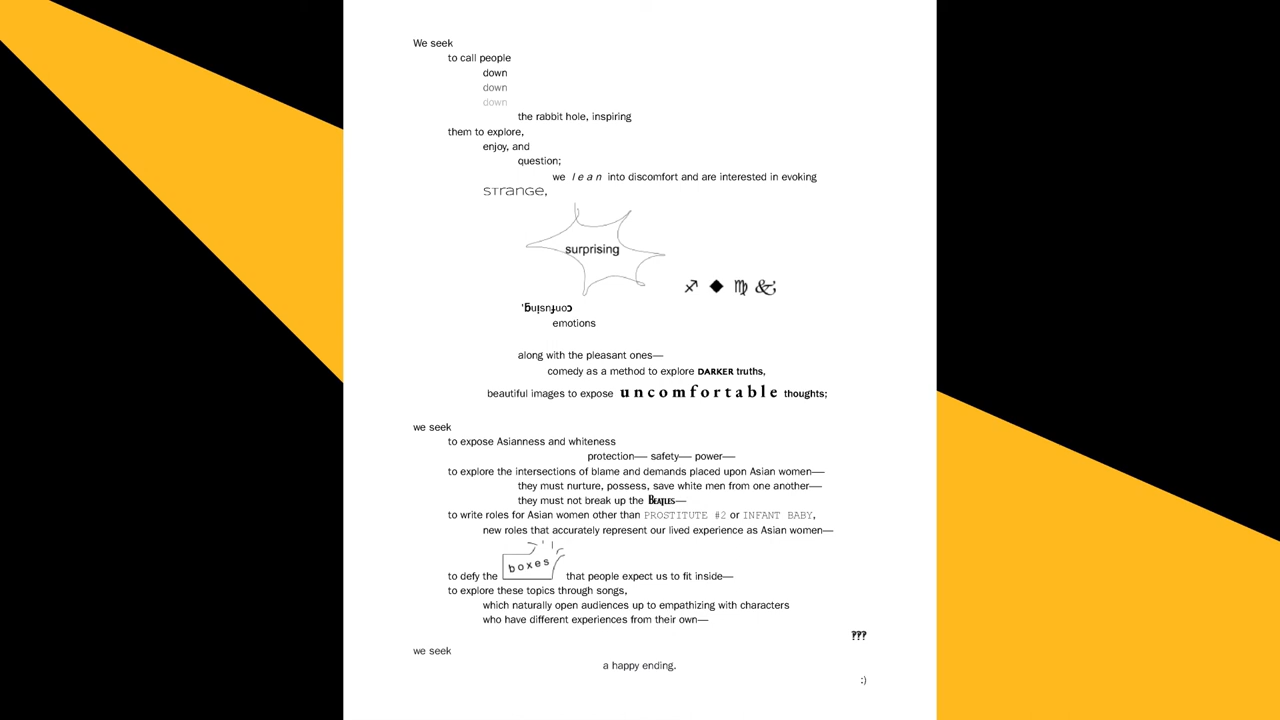 We seek
to call people
down
down
down
the rabbit hole, inspiring
them to explore,
enjoy, and
question;
we lean into discomfort and are interested in evoking
strange,
surprising
♐ ◆ ♍ &
confusing,
emotions
along with the pleasant ones—
comedy as a method to explore DARKER truths,
beautiful images to expose uncomfortable thoughts;
we seek
to expose Asianness and whiteness
protection— safety— power—
to explore the intersections of blame and demands placed upon Asian women—
they must nurture, possess, save white men from one another—
they must not break up the Beatles—
to write roles for Asian women other than PROSTITUTE #2 or INFANT BABY,
new roles that accurately represent our lived experience as Asian women—
to defy the boxes that people expect us to fit inside—
to explore these topics through songs,
which naturally open audiences up to empathizing with characters
who have different experiences from their own—
???
we seek
a happy ending.
:)